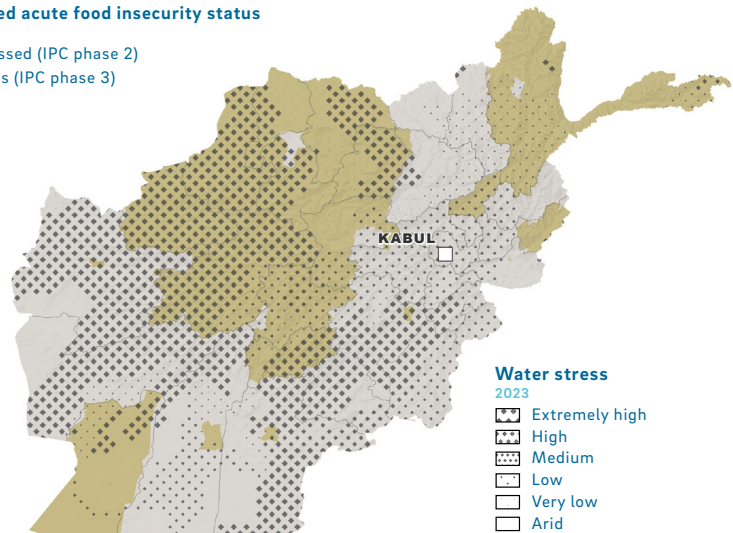 ed acute food insecurity status
ssed (IPC phase 2)
s (IPC phase 3)
KABUL
Water stress
2023
Extremely high
High
Medium
Low
Very low
Arid